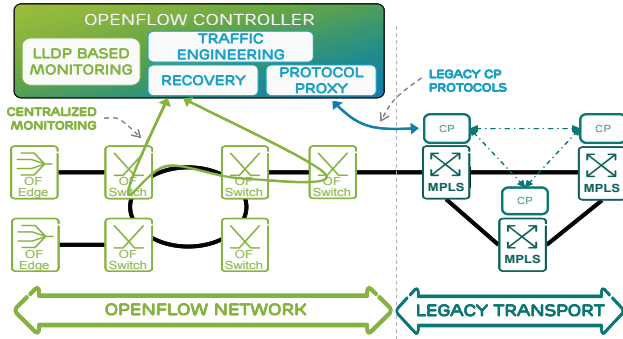 OPENFLOW CONTROLLER
LLDP BASED
MONITORING
TRAFFIC
ENGINEERING
RECOVERY
PROTOCOL
PROXY
LEGACY CP
PROTOCOLS
CENTRALIZED
MONITORING
CP
CP
OF
Edge
OF
Switch
OF
Switch
OF
Switch
MPLS
MPLS
CP
OF
Edge
OF
Switch
OF
Switch
MPLS
OPENFLOW NETWORK
LEGACY TRANSPORT